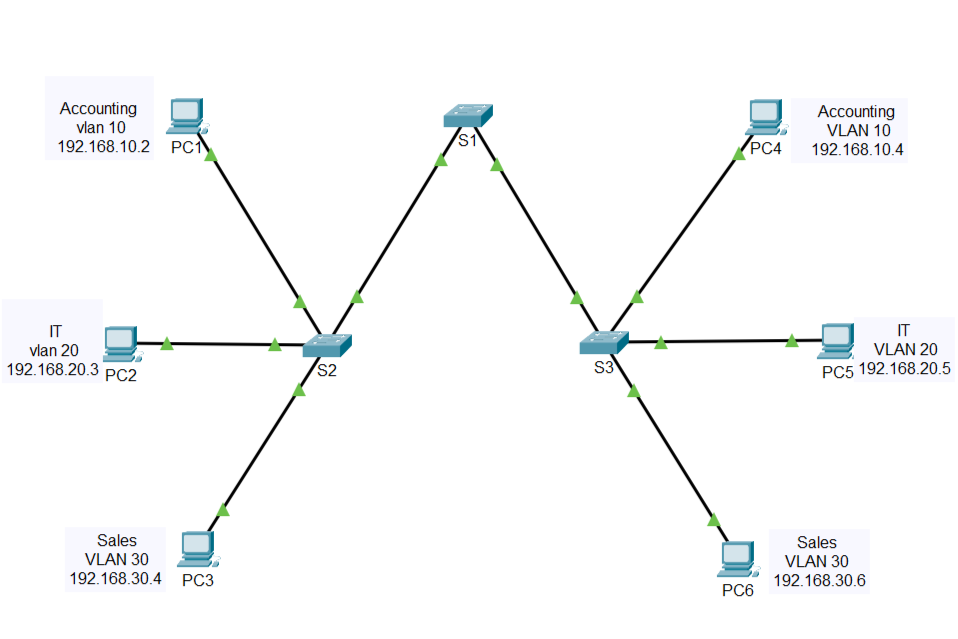 Accounting
vlan 10
192.168.10.2
PC1
S1
Accounting
VLAN 10
192.168.10.4
PC4
IT
vlan 20
192.168.20.3
PC2
S2
S3
IT
VLAN 20
192.168.20.5
PC5
Sales
VLAN 30
192.168.30.4
PC3
Sales
VLAN 30
192.168.30.6
PC6